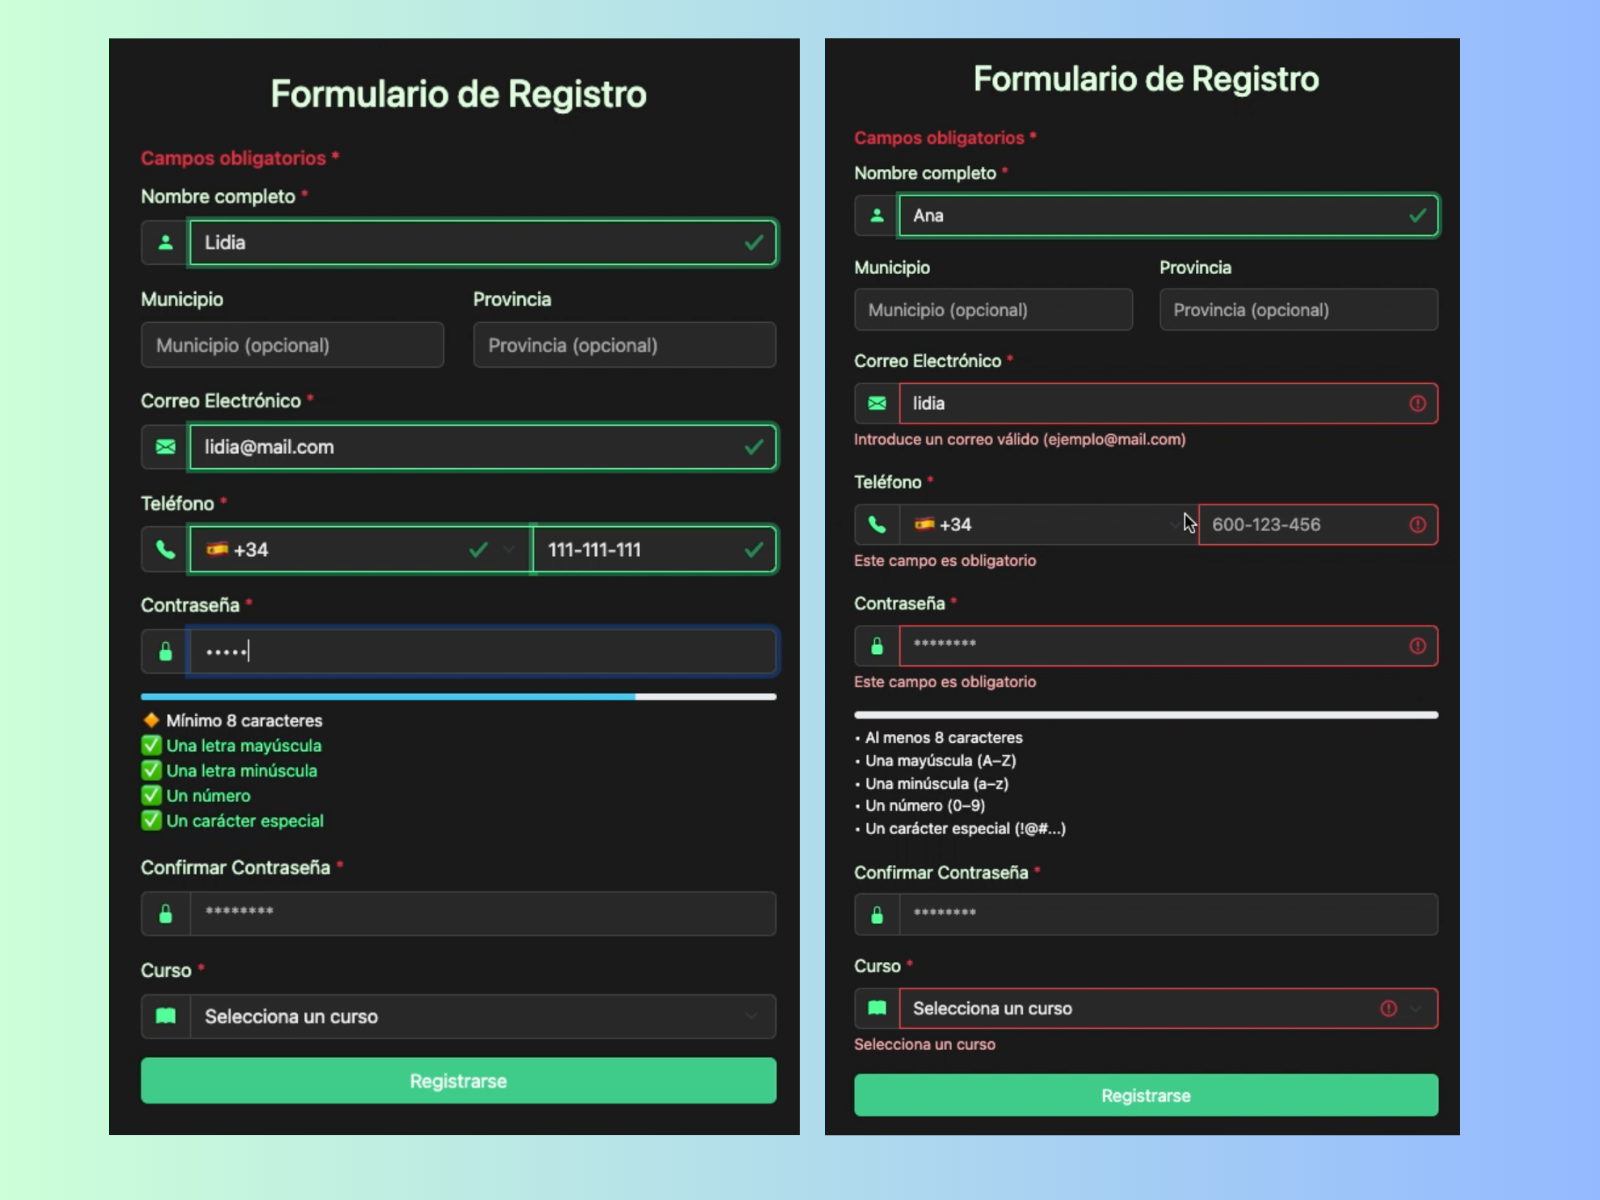 Formulario de Registro
Campos obligatorios *
Nombre completo *
Lidia
Municipio
Provincia
Municipio (opcional)
Provincia (opcional)
Correo Electrónico *
lidia@mail.com
Teléfono *
+34
111-111-111
Contraseña *
•••••
Mínimo 8 caracteres
Una letra mayúscula
Una letra minúscula
Un número
Un carácter especial
Confirmar Contraseña *
********
Curso *
Selecciona un curso
Registrarse
Formulario de Registro
Campos obligatorios *
Nombre completo *
Ana
Municipio
Provincia
Municipio (opcional)
Provincia (opcional)
Correo Electrónico *
lidia
Introduce un correo válido (ejemplo@mail.com)
Teléfono *
+34
600-123-456
Este campo es obligatorio
Contraseña *
********
Este campo es obligatorio
• Al menos 8 caracteres
• Una mayúscula (A–Z)
• Una minúscula (a–z)
• Un número (0–9)
• Un carácter especial (!@#...)
Confirmar Contraseña *
********
Curso *
Selecciona un curso
Selecciona un curso
Registrarse